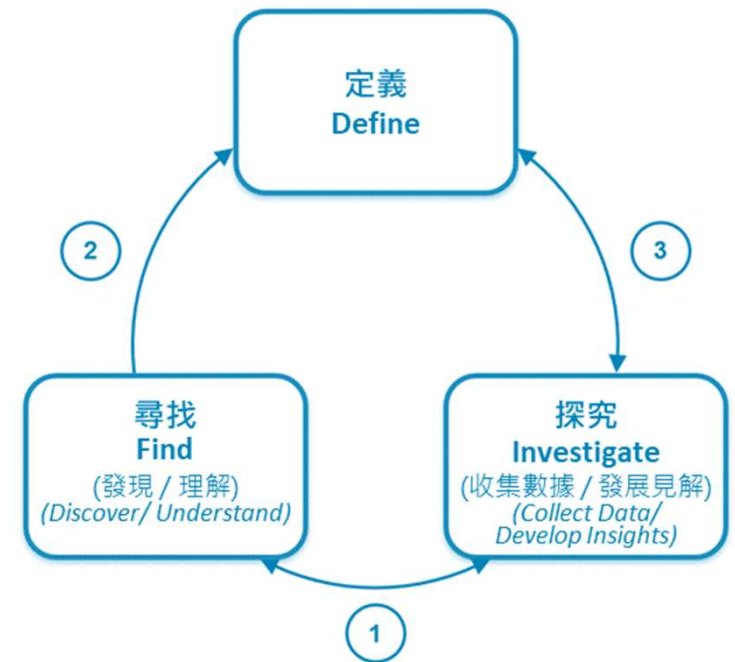 定義
Define
2
3
尋找
Find
(發現 / 理解)
(Discover/ Understand)
探究
Investigate
(收集數據 / 發展見解)
(Collect Data/
Develop Insights)
1